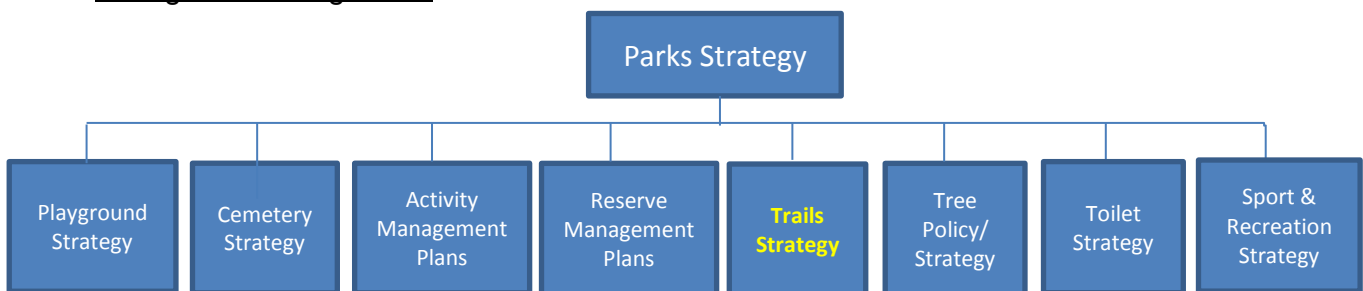 Parks Strategy
Playground
Strategy
Cemetery
Strategy
Activity
Management
Plans
Reserve
Management
Plans
Trails
Strategy
Tree
Policy/
Strategy
Toilet
Strategy
Sport &
Recreation
Strategy